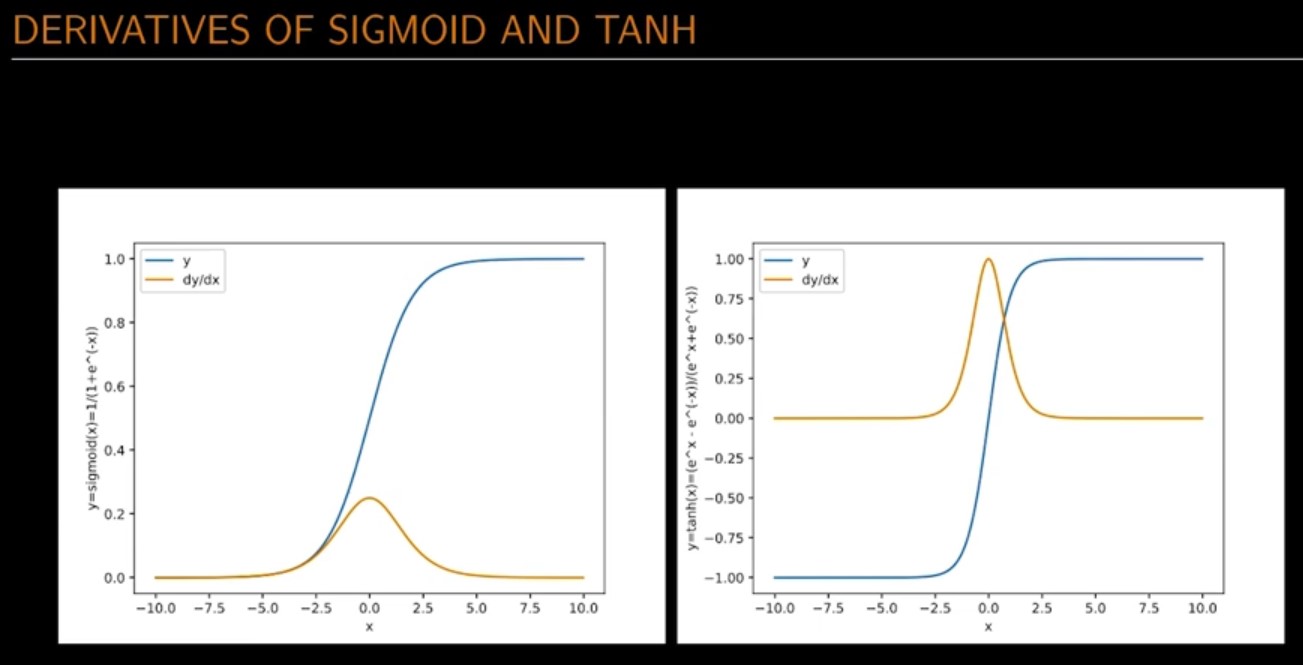 DERIVATIVES OF SIGMOID AND TANH
y
dy/dx
y=sigmoid(x)=1/(1+e^(-x))
1.0
0.8
0.6
0.4
0.2
0.0
−10.0 −7.5 −5.0 −2.5 0.0 2.5 5.0 7.5 10.0
x
y
dy/dx
y=tanh(x)=(e^x - e^(-x))/(e^x+e^(-x))
1.00
0.75
0.50
0.25
0.00
−0.25
−0.50
−0.75
−1.00
−10.0 −7.5 −5.0 −2.5 0.0 2.5 5.0 7.5 10.0
x